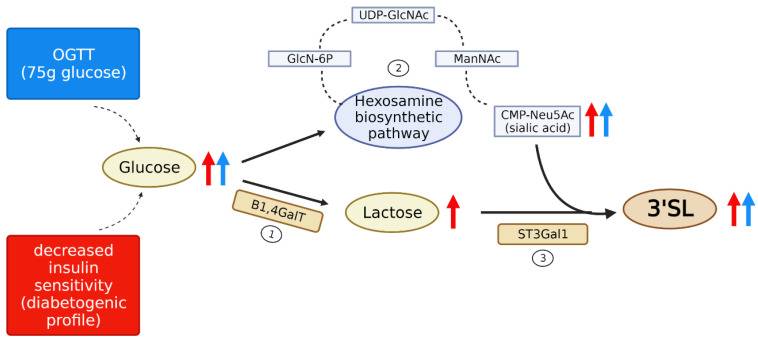 OGTT
(75g glucose)
UDP-GlcNAc
GlcN-6P
ManNAc
2
Hexosamine
biosynthetic
pathway
CMP-Neu5Ac
(sialic acid)
Glucose
B1,4GalT
1
Lactose
3'SL
ST3Gal1
3
decreased
insulin
sensitivity
(diabetogenic
profile)